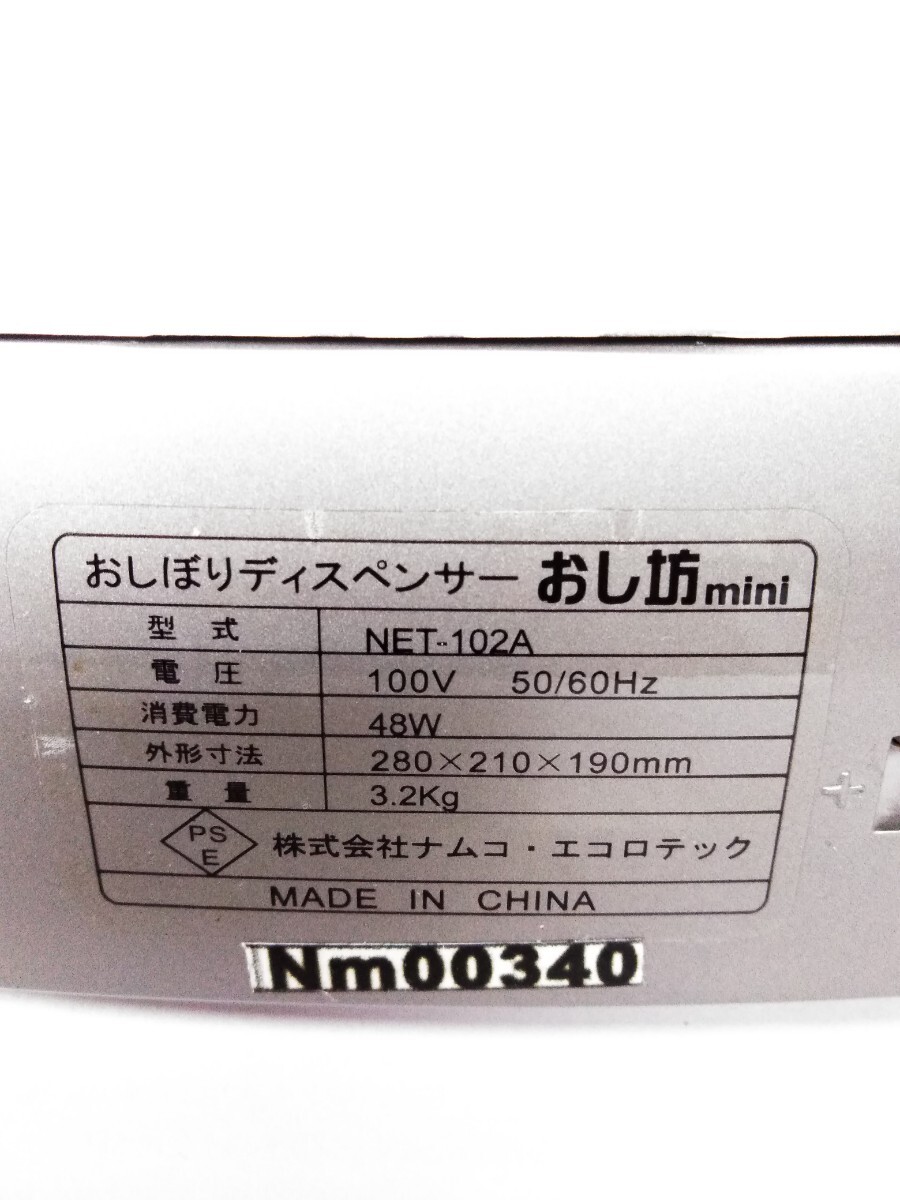 おしぼりディスペンサー おし坊mini
型 式 NET-102A
電 圧 100V 50/60Hz
消費電力 48W
外形寸法 280×210×190mm
重 量 3.2Kg
PS
E
株式会社ナムコ・エコロテック
MADE IN CHINA
Nm00340